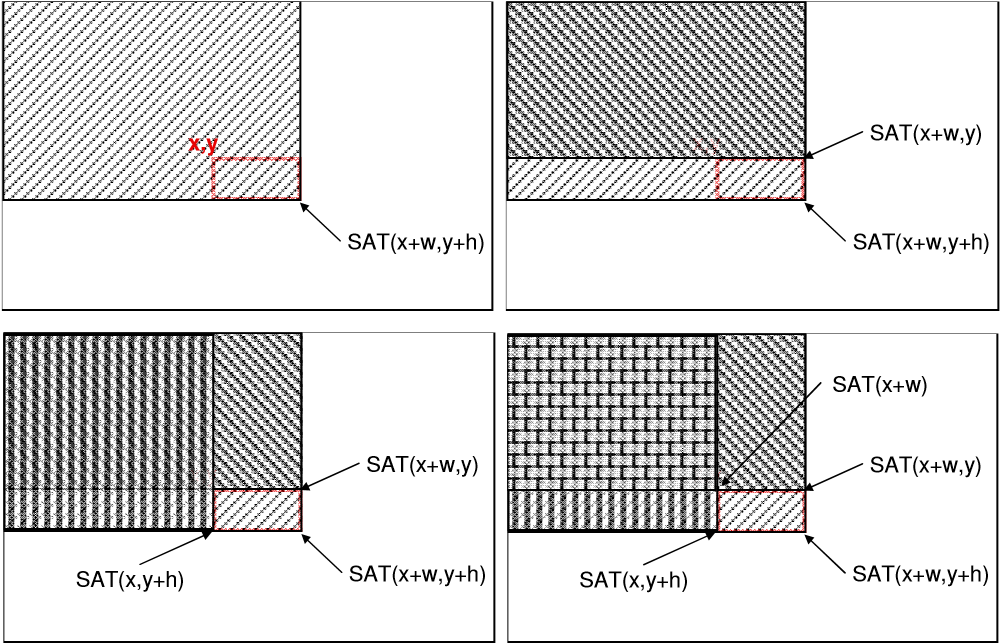 x,y
SAT(x+w,y+h)
SAT(x+w,y)
SAT(x+w,y+h)
SAT(x+w,y)
SAT(x,y+h)
SAT(x+w,y+h)
SAT(x+w)
SAT(x+w,y)
SAT(x,y+h)
SAT(x+w,y+h)